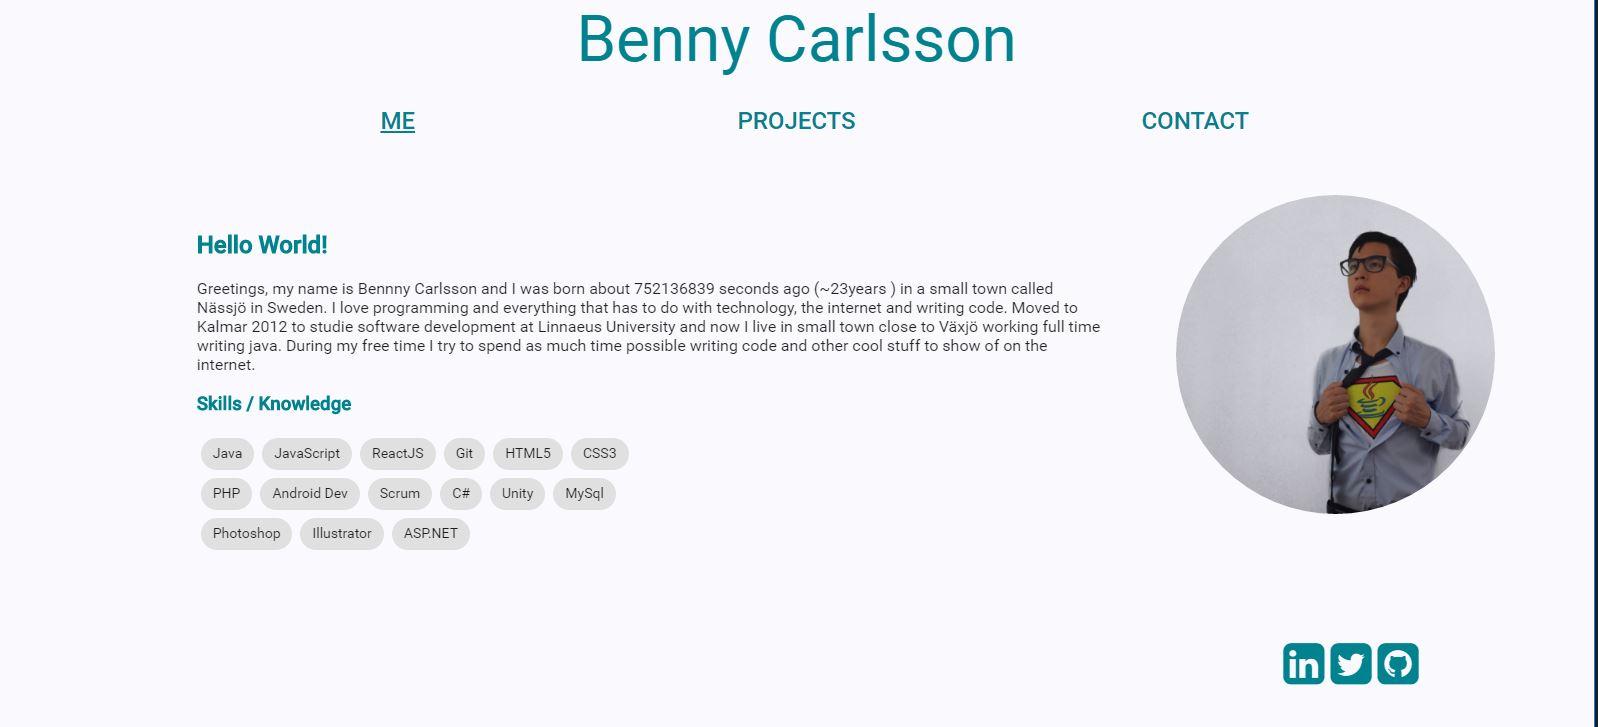 Benny Carlsson
ME PROJECTS CONTACT
Hello World!
Greetings, my name is Bennny Carlsson and I was born about 752136839 seconds ago (~23years ) in a small town called
Nässjö in Sweden. I love programming and everything that has to do with technology, the internet and writing code. Moved to
Kalmar 2012 to studie software development at Linnaeus University and now I live in small town close to Växjö working full time
writing java. During my free time I try to spend as much time possible writing code and other cool stuff to show of on the
internet.
Skills / Knowledge
Java JavaScript ReactJS Git HTML5 CSS3
PHP Android Dev Scrum C# Unity MySql
Photoshop Illustrator ASP.NET
in